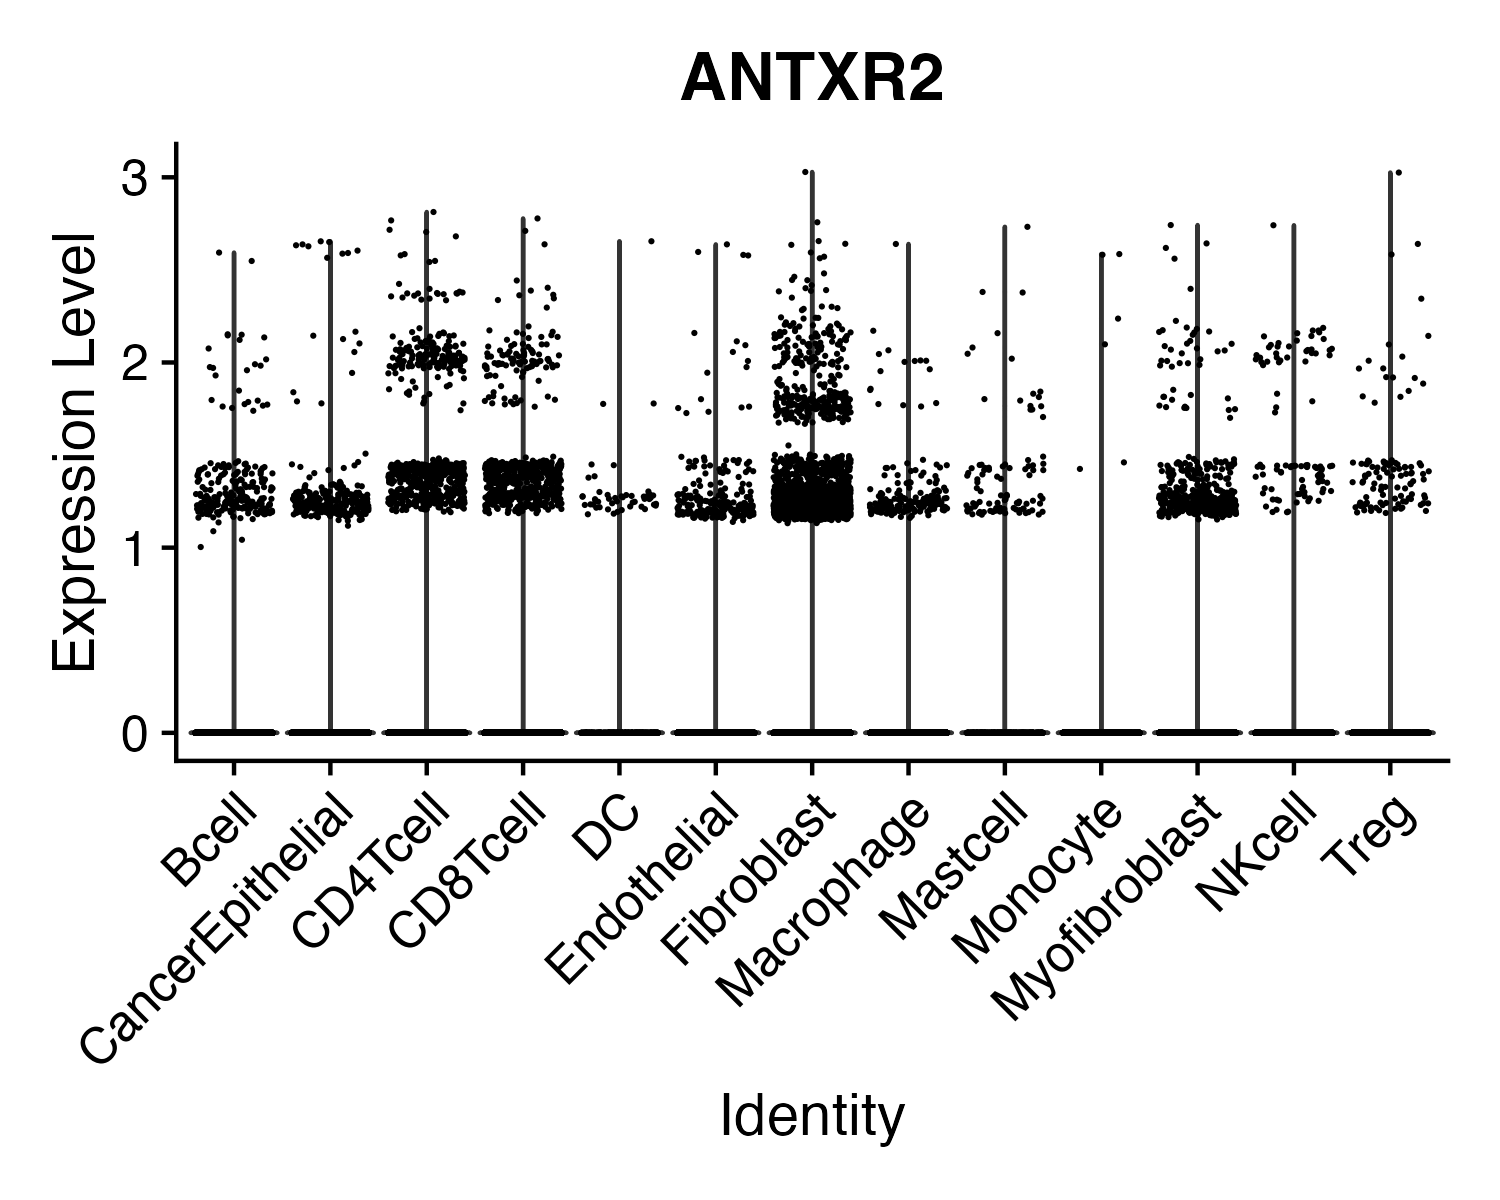 ANTXR2
Expression Level
3
2
1
0
Bcell
CancerEpithelial
CD4Tcell
CD8Tcell
DC
Endothelial
Fibroblast
Macrophage
Mastcell
Monocyte
Myofibroblast
NKcell
Treg
Identity